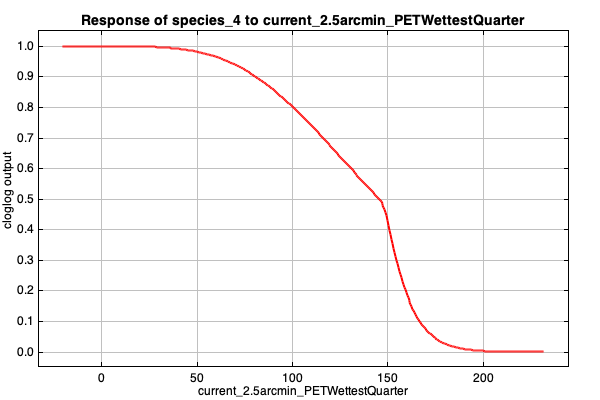 Response of species_4 to current_2.5arcmin_PETWettestQuarter
1.0
0.9
0.8
0.7
0.6
0.5
0.4
0.3
0.2
0.1
0.0
cloglog output
0 50 100 150 200
current_2.5arcmin_PETWettestQuarter